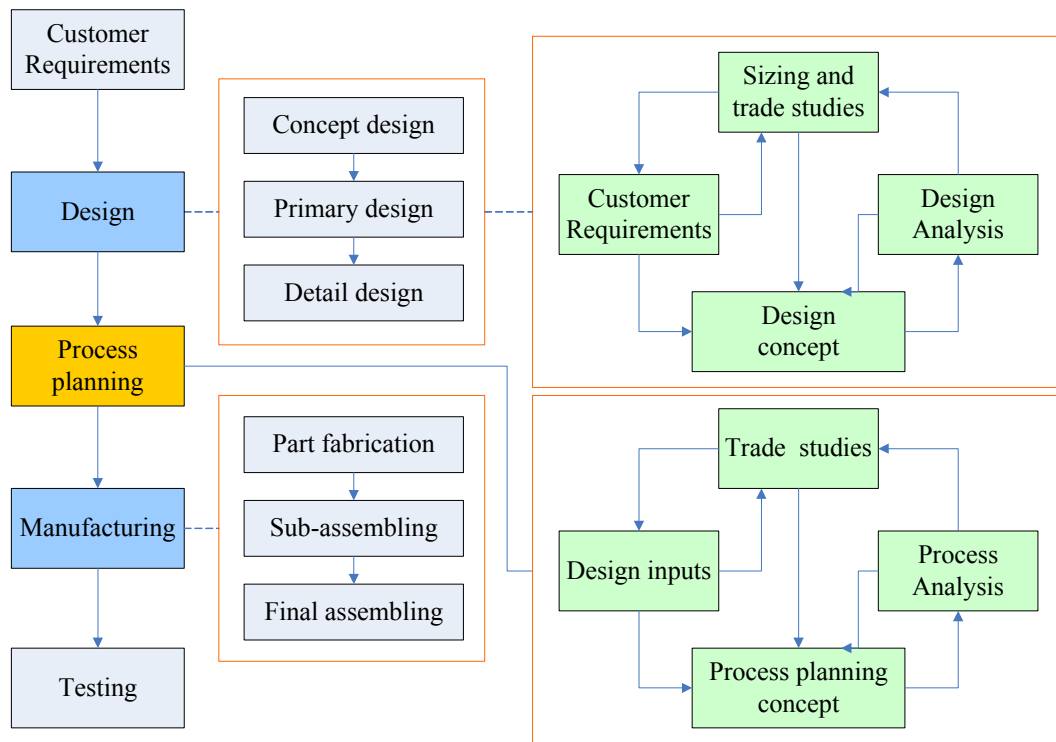 Customer
Requirements
Design
Process
planning
Manufacturing
Testing
Concept design
Primary design
Detail design
Part fabrication
Sub-assembling
Final assembling
Sizing and
trade studies
Customer
Requirements
Design
Analysis
Design
concept
Trade studies
Design inputs
Process
Analysis
Process planning
concept